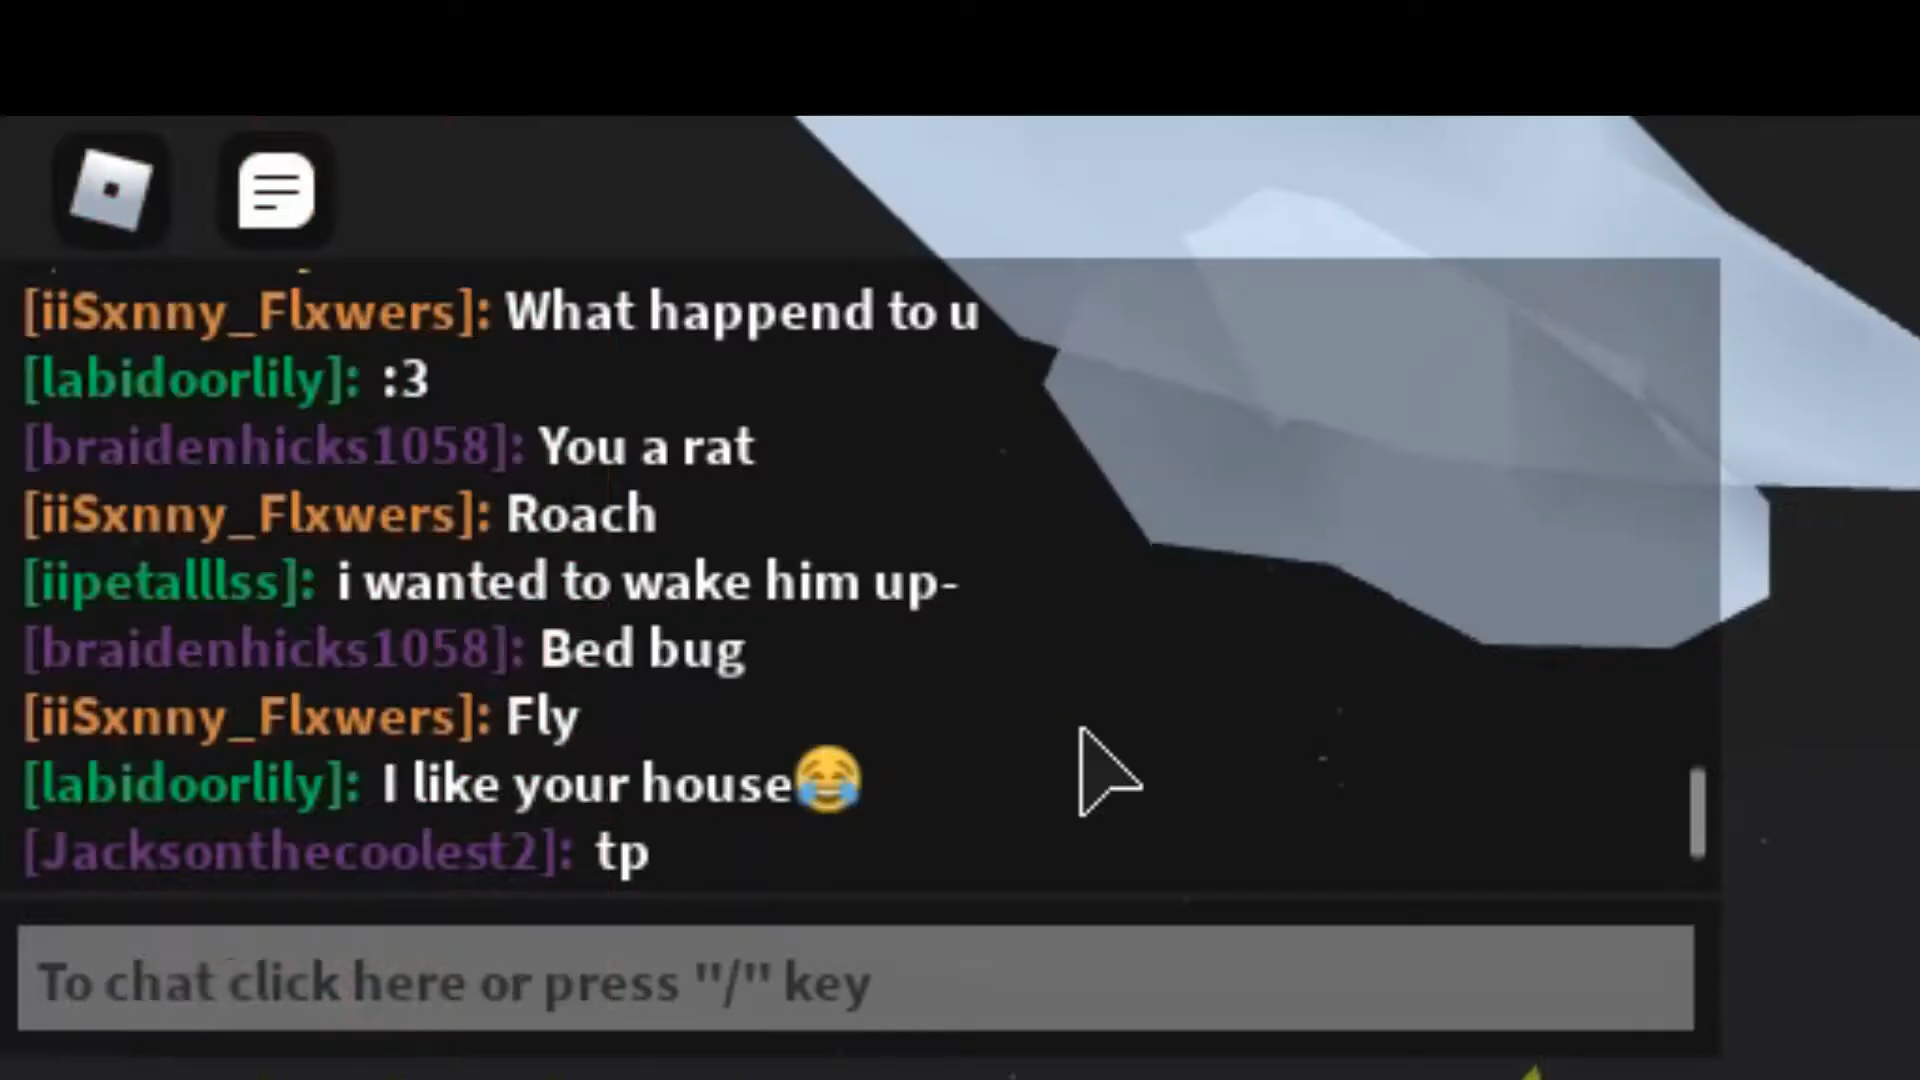 [iiSxnny_Flxwers]: What happend to u
[labidoorlily]: :3
[braidenhicks1058]: You a rat
[iiSxnny_Flxwers]: Roach
[iipetalllss]: i wanted to wake him up-
[braidenhicks1058]: Bed bug
[iiSxnny_Flxwers]: Fly
[labidoorlily]: I like your house😂
[Jacksonthecoolest2]: tp
To chat click here or press "/" key